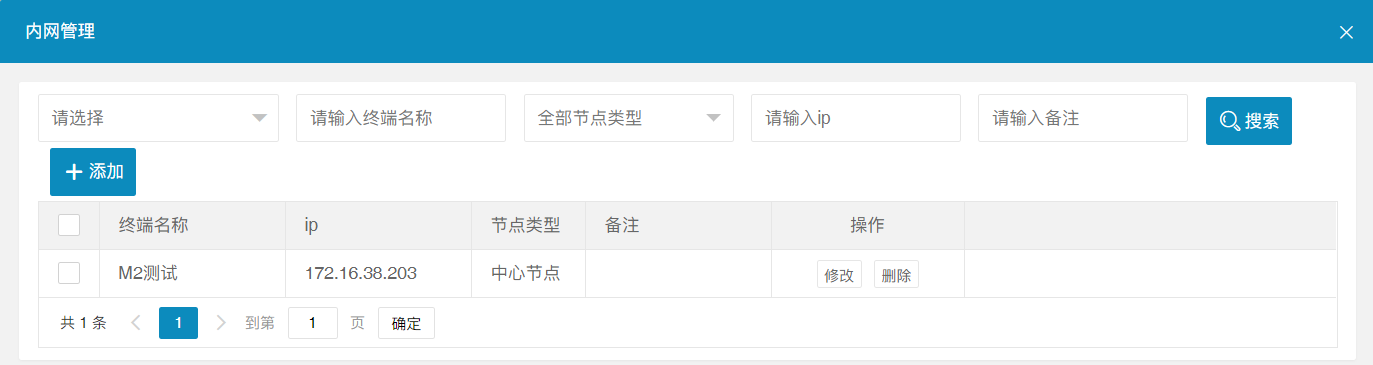 内网管理
请选择 请输入终端名称 全部节点类型 请输入ip 请输入备注 搜索
添加
终端名称 ip 节点类型 备注 操作
M2测试 172.16.38.203 中心节点 修改 删除
共 1 条 1 到第 1 页 确定